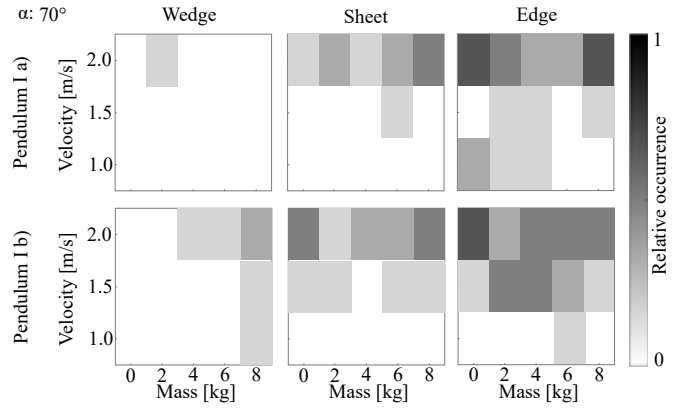 α: 70°
Wedge
Sheet
Edge
Pendulum I a)
Velocity [m/s]
2.0
1.5
1.0
Pendulum I b)
Velocity [m/s]
2.0
1.5
1.0
0 2 4 6 8
Mass [kg]
0 2 4 6 8
Mass [kg]
0 2 4 6 8
Mass [kg]
1
Relative occurrence
0